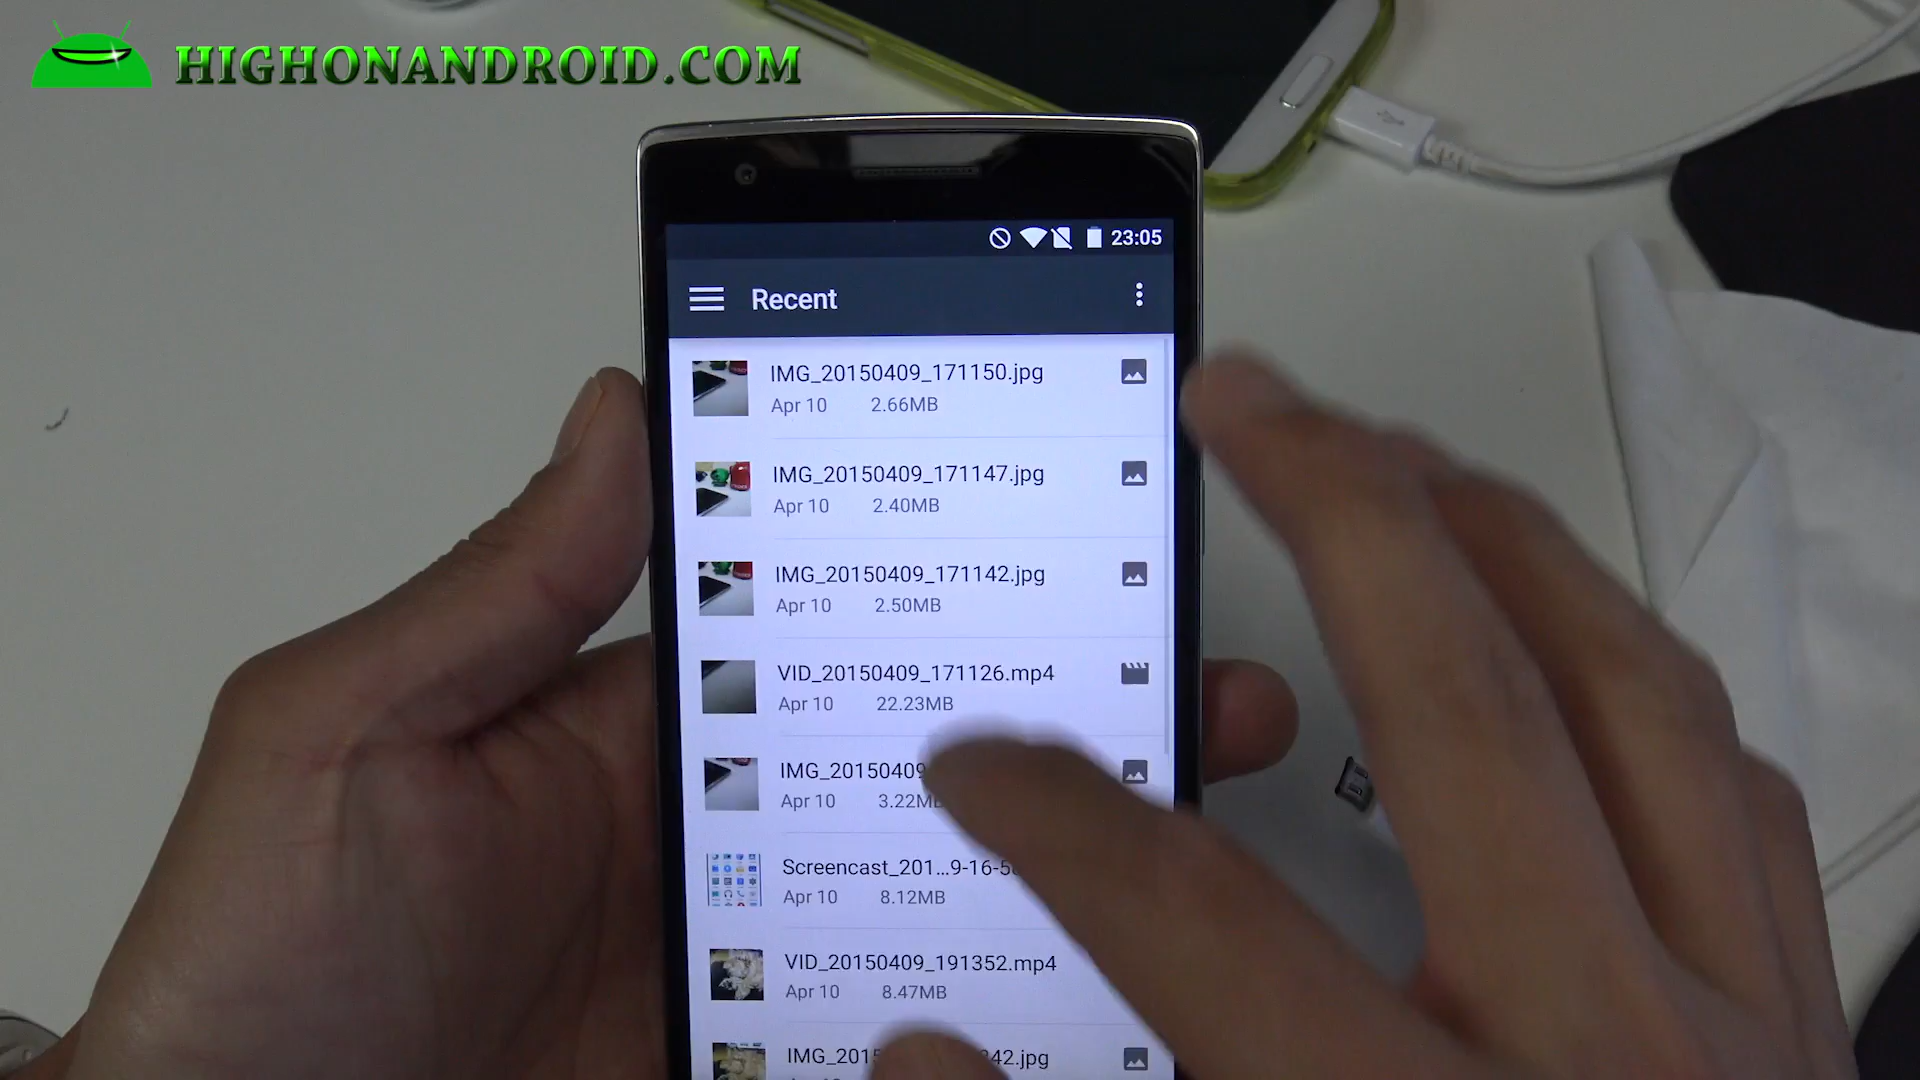 HIGHONANDROID.COM
23:05
Recent
IMG_20150409_171150.jpg
Apr 10 2.66MB
IMG_20150409_171147.jpg
Apr 10 2.40MB
IMG_20150409_171142.jpg
Apr 10 2.50MB
VID_20150409_171126.mp4
Apr 10 22.23MB
IMG_20150409
Apr 10 3.22MB
Screencast_201...9-16-5
Apr 10 8.12MB
VID_20150409_191352.mp4
Apr 10 8.47MB
IMG_201 42.jpg